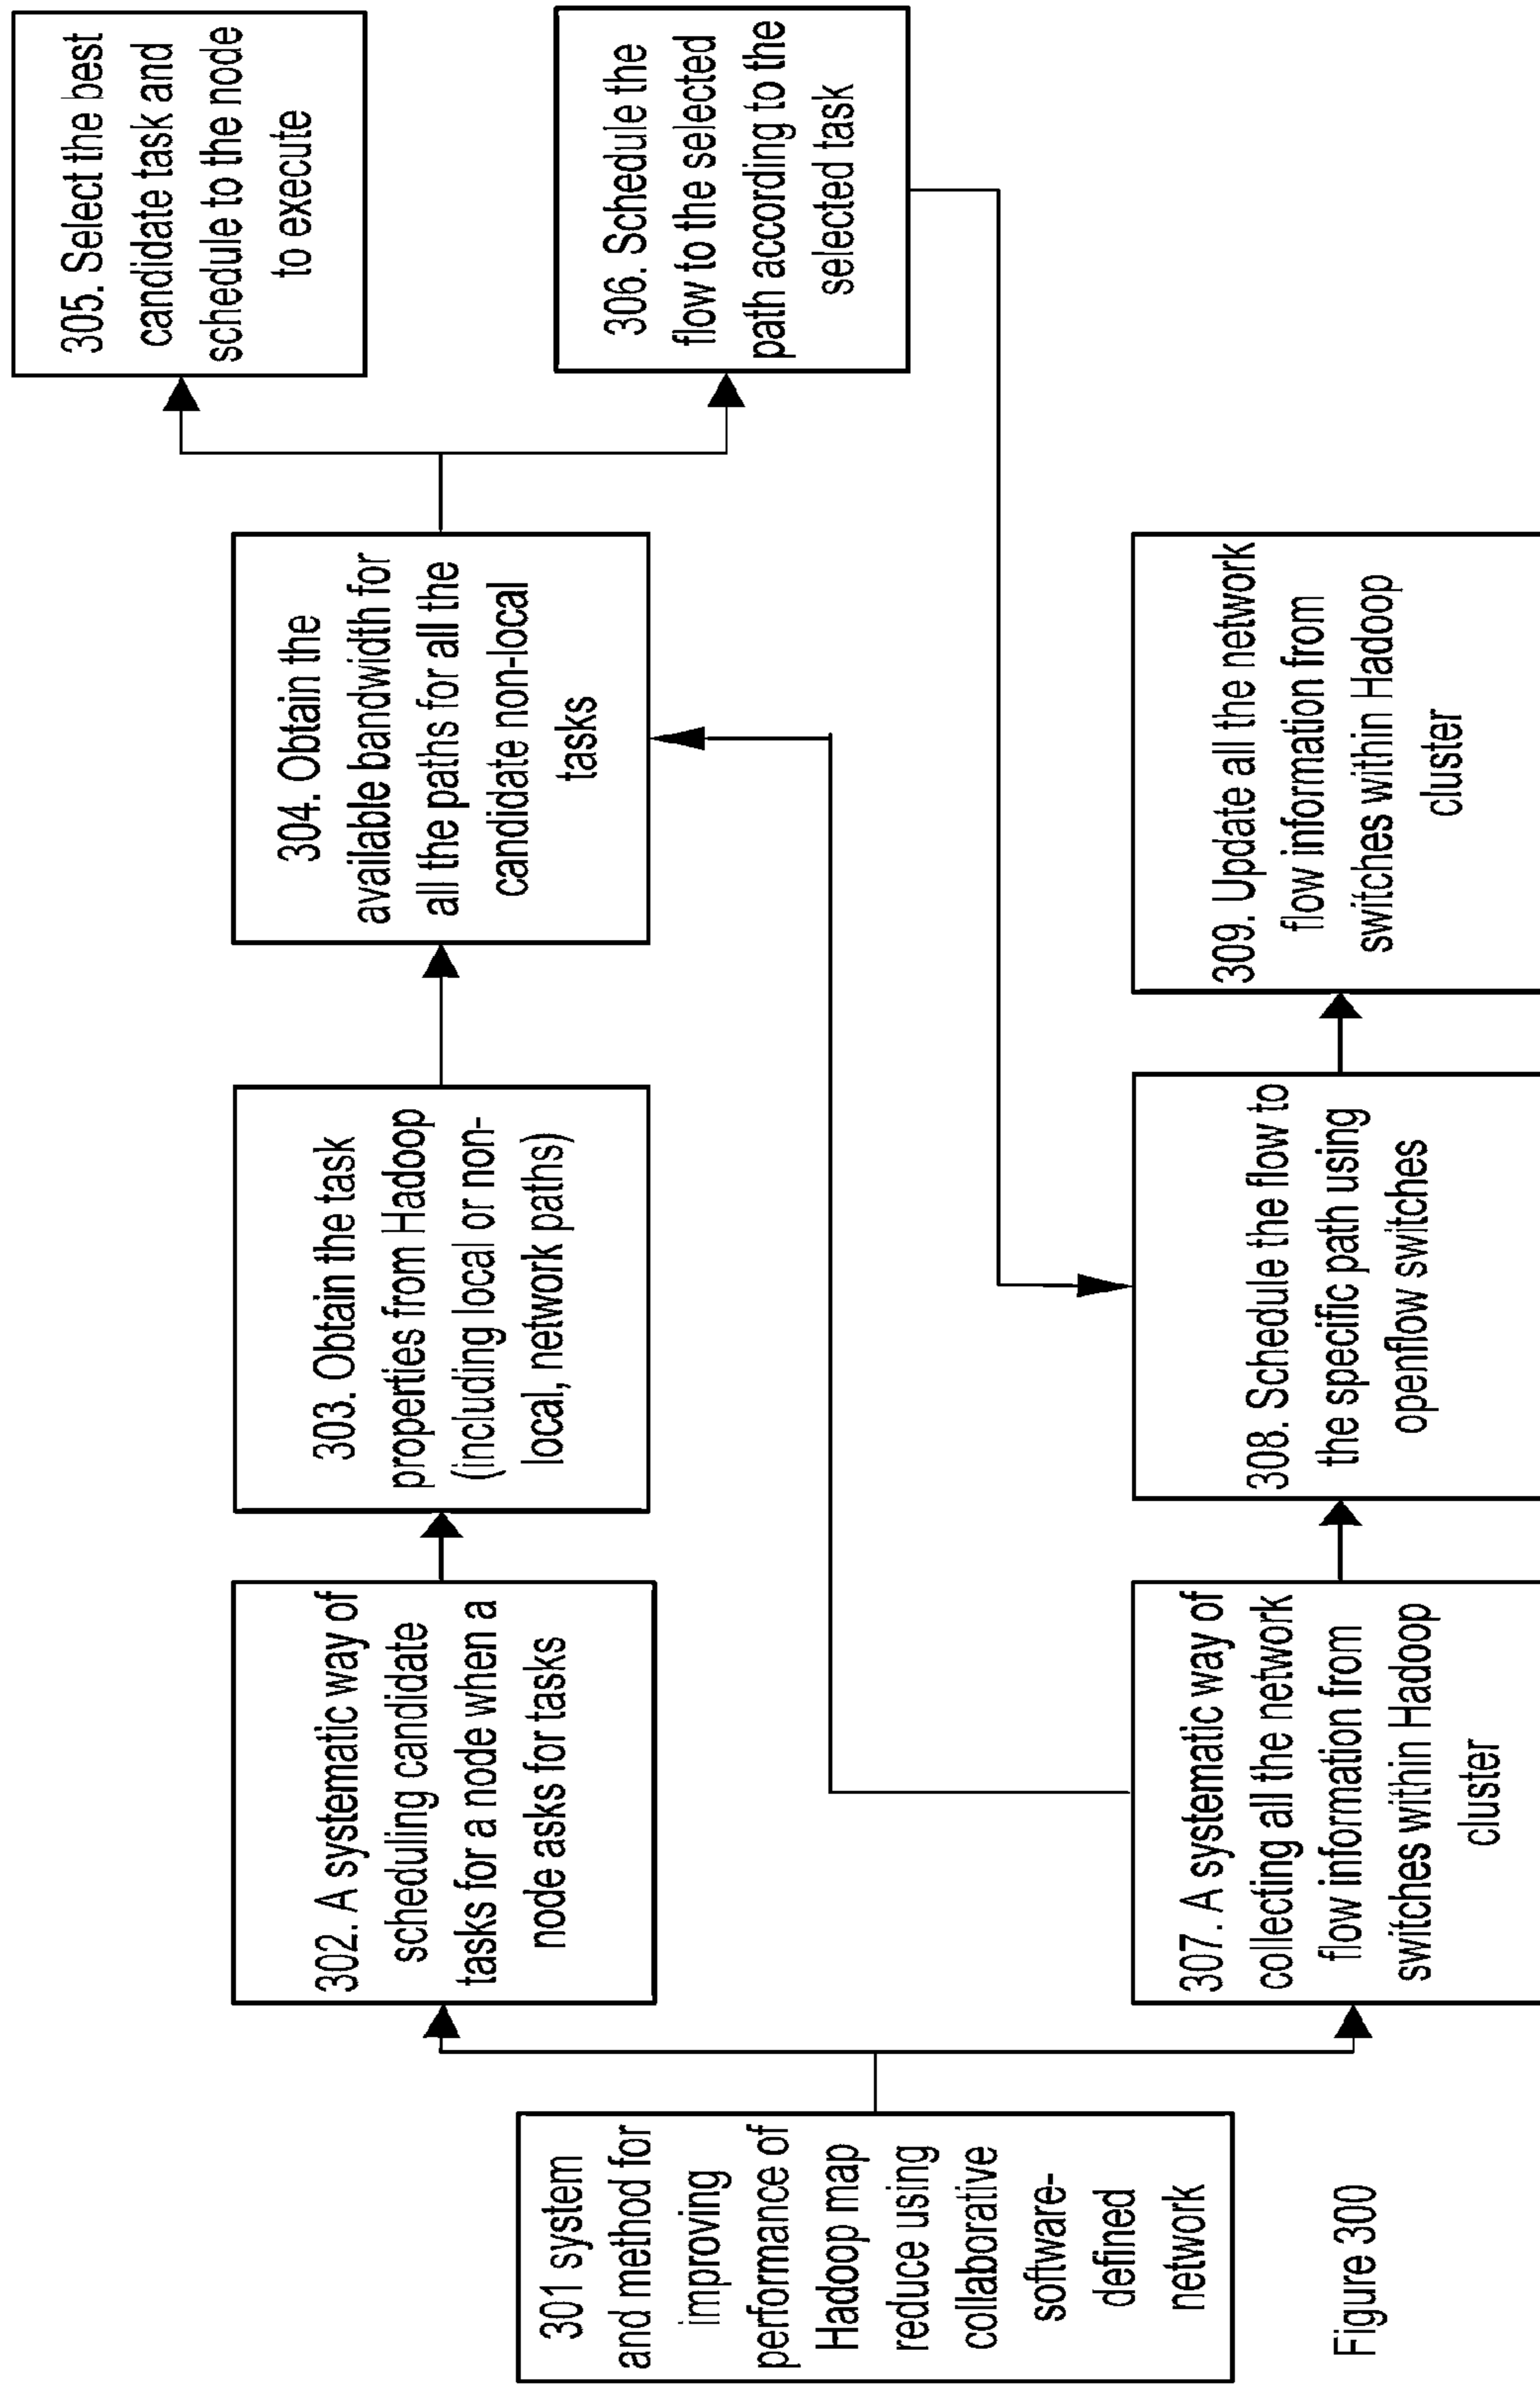 301 system
and method for
improving
performance of
Hadoop map
reduce using
collaborative
software-
defined
network
302. A systematic way of
scheduling candidate
tasks for a node when a
node asks for tasks
303. Obtain the task
properties from Hadoop
(including local or non-
local, network paths)
304. Obtain the
available bandwidth for
all the paths for all the
candidate non-local
tasks
305. Select the best
candidate task and
schedule to the node
to execute
306. Schedule the
flow to the selected
path according to the
selected task
307. A systematic way of
collecting all the network
flow information from
switches within Hadoop
cluster
308. Schedule the flow to
the specific path using
openflow switches
309. Update all the network
flow information from
switches within Hadoop
cluster
Figure 300